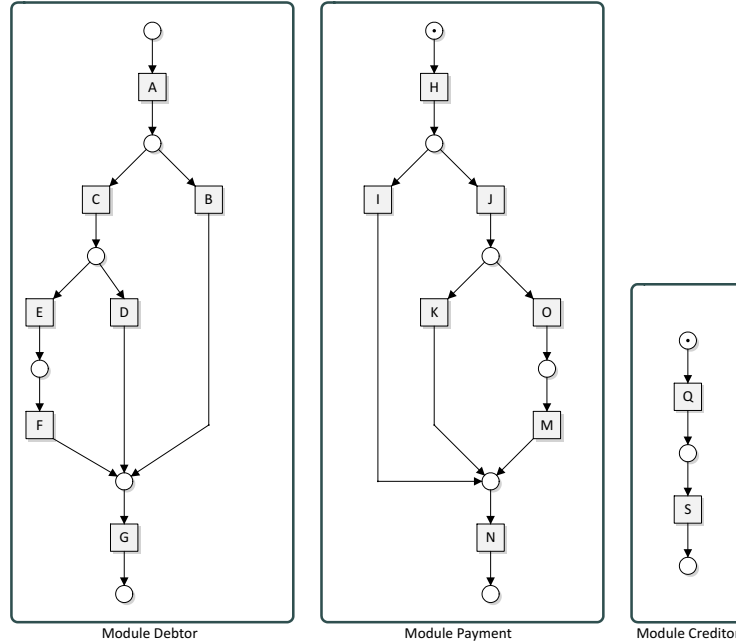 A
H
C
B
I
J
E
D
K
O
Q
F
M
S
G
N
Module Debtor
Module Payment
Module Creditor